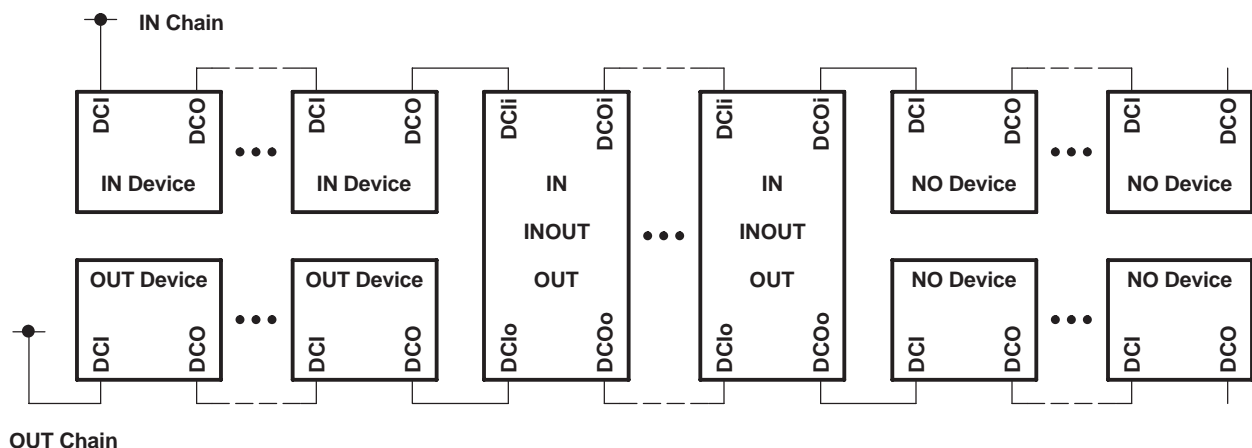 IN Chain
DCI DCO DCI DCO DCIi DCOi DCIi DCOi DCI DCO DCI DCO
IN Device IN Device IN IN NO Device NO Device
INOUT INOUT
OUT Device OUT Device OUT OUT NO Device NO Device
DCI DCO DCI DCO DCIo DCOo DCIo DCOo DCI DCO DCI DCO
OUT Chain